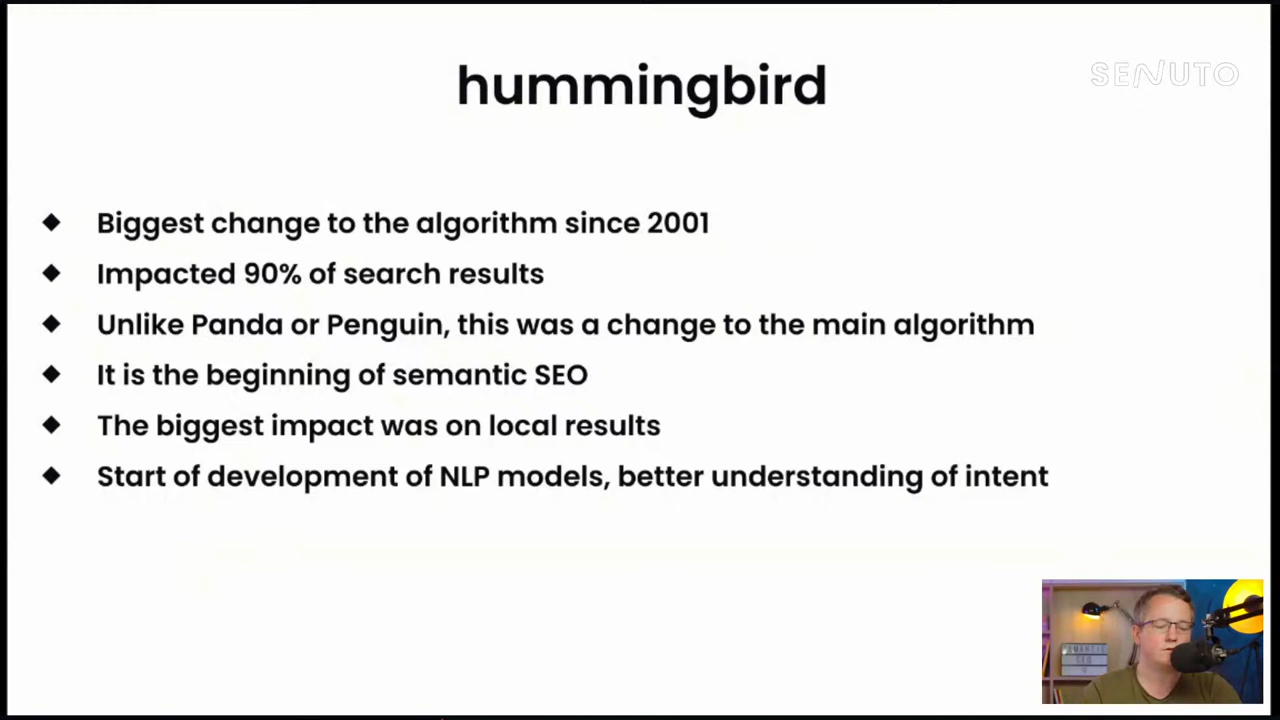 SENUTO
hummingbird
Biggest change to the algorithm since 2001
Impacted 90% of search results
Unlike Panda or Penguin, this was a change to the main algorithm
It is the beginning of semantic SEO
The biggest impact was on local results
Start of development of NLP models, better understanding of intent
SEO